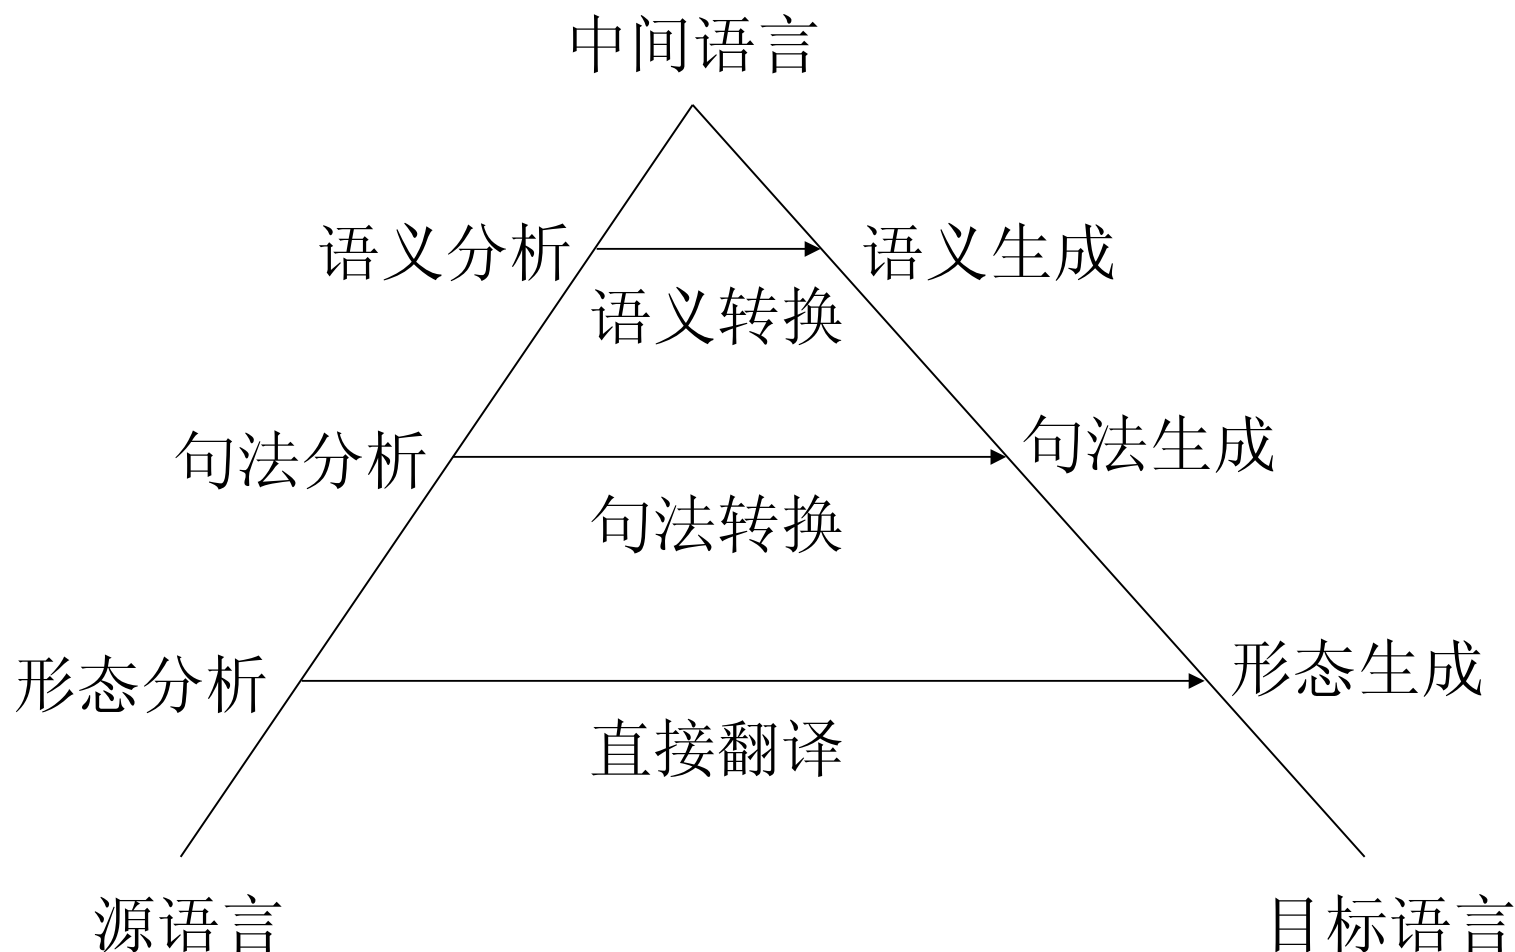 中间语言
语义分析
语义生成
语义转换
句法分析
句法生成
句法转换
形态分析
形态生成
直接翻译
源语言
目标语言